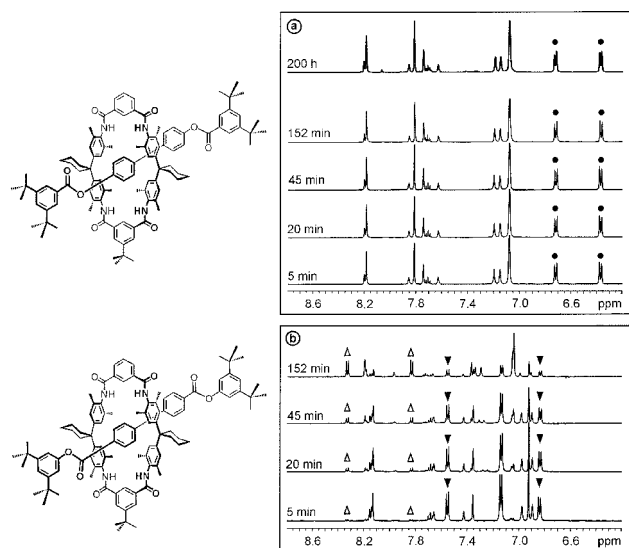 O O
NH HN
O
O
O
O
NH HN
O O
a
200 h
152 min
45 min
20 min
5 min
8.6 8.2 7.8 7.4 7.0 6.6 ppm
O O
NH HN
O
O
O
O
NH HN
O O
b
152 min
45 min
20 min
5 min
8.6 8.2 7.8 7.4 7.0 6.6 ppm